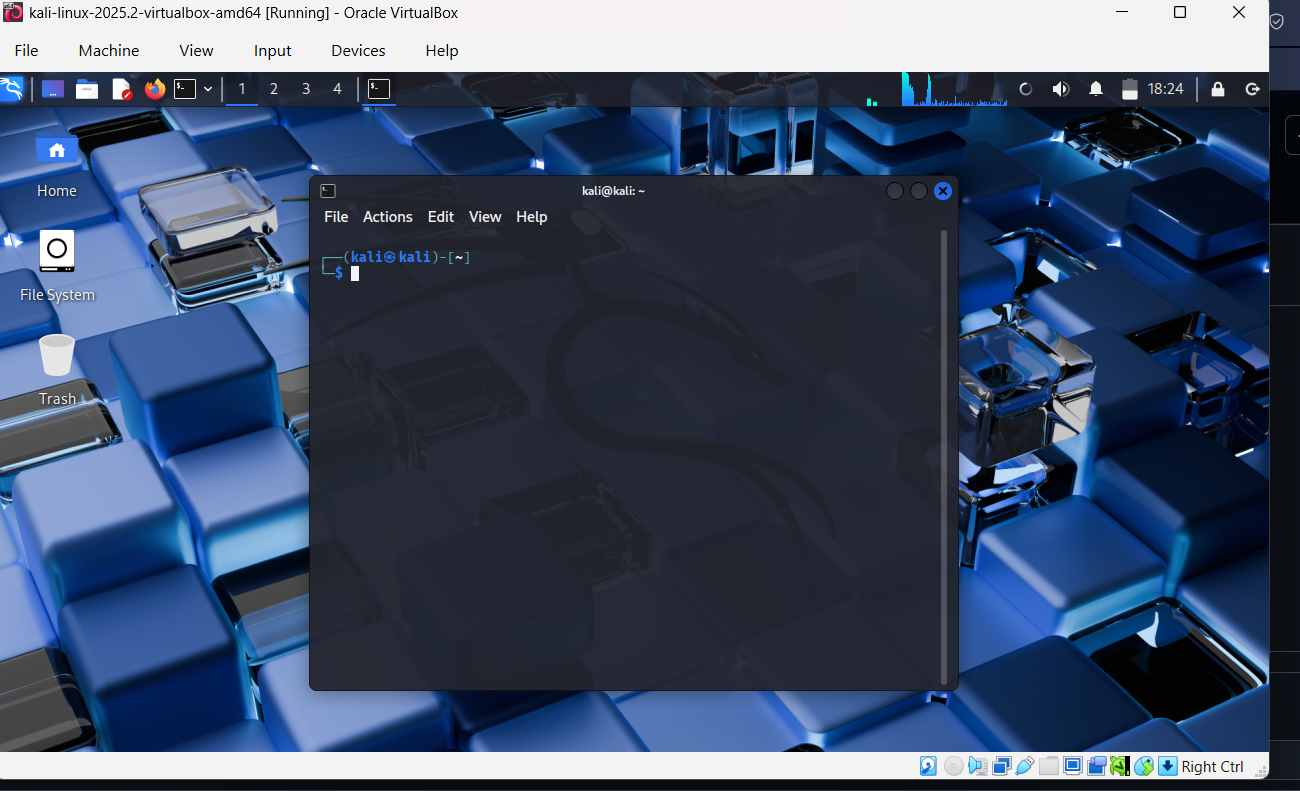 kali-linux-2025.2-virtualbox-amd64 [Running] - Oracle VirtualBox
File Machine View Input Devices Help
1 2 3 4 18:24
Home
File System
Trash
kali@kali: ~
File Actions Edit View Help
┌──(kali㉿kali)-[~]
└─$
Right Ctrl